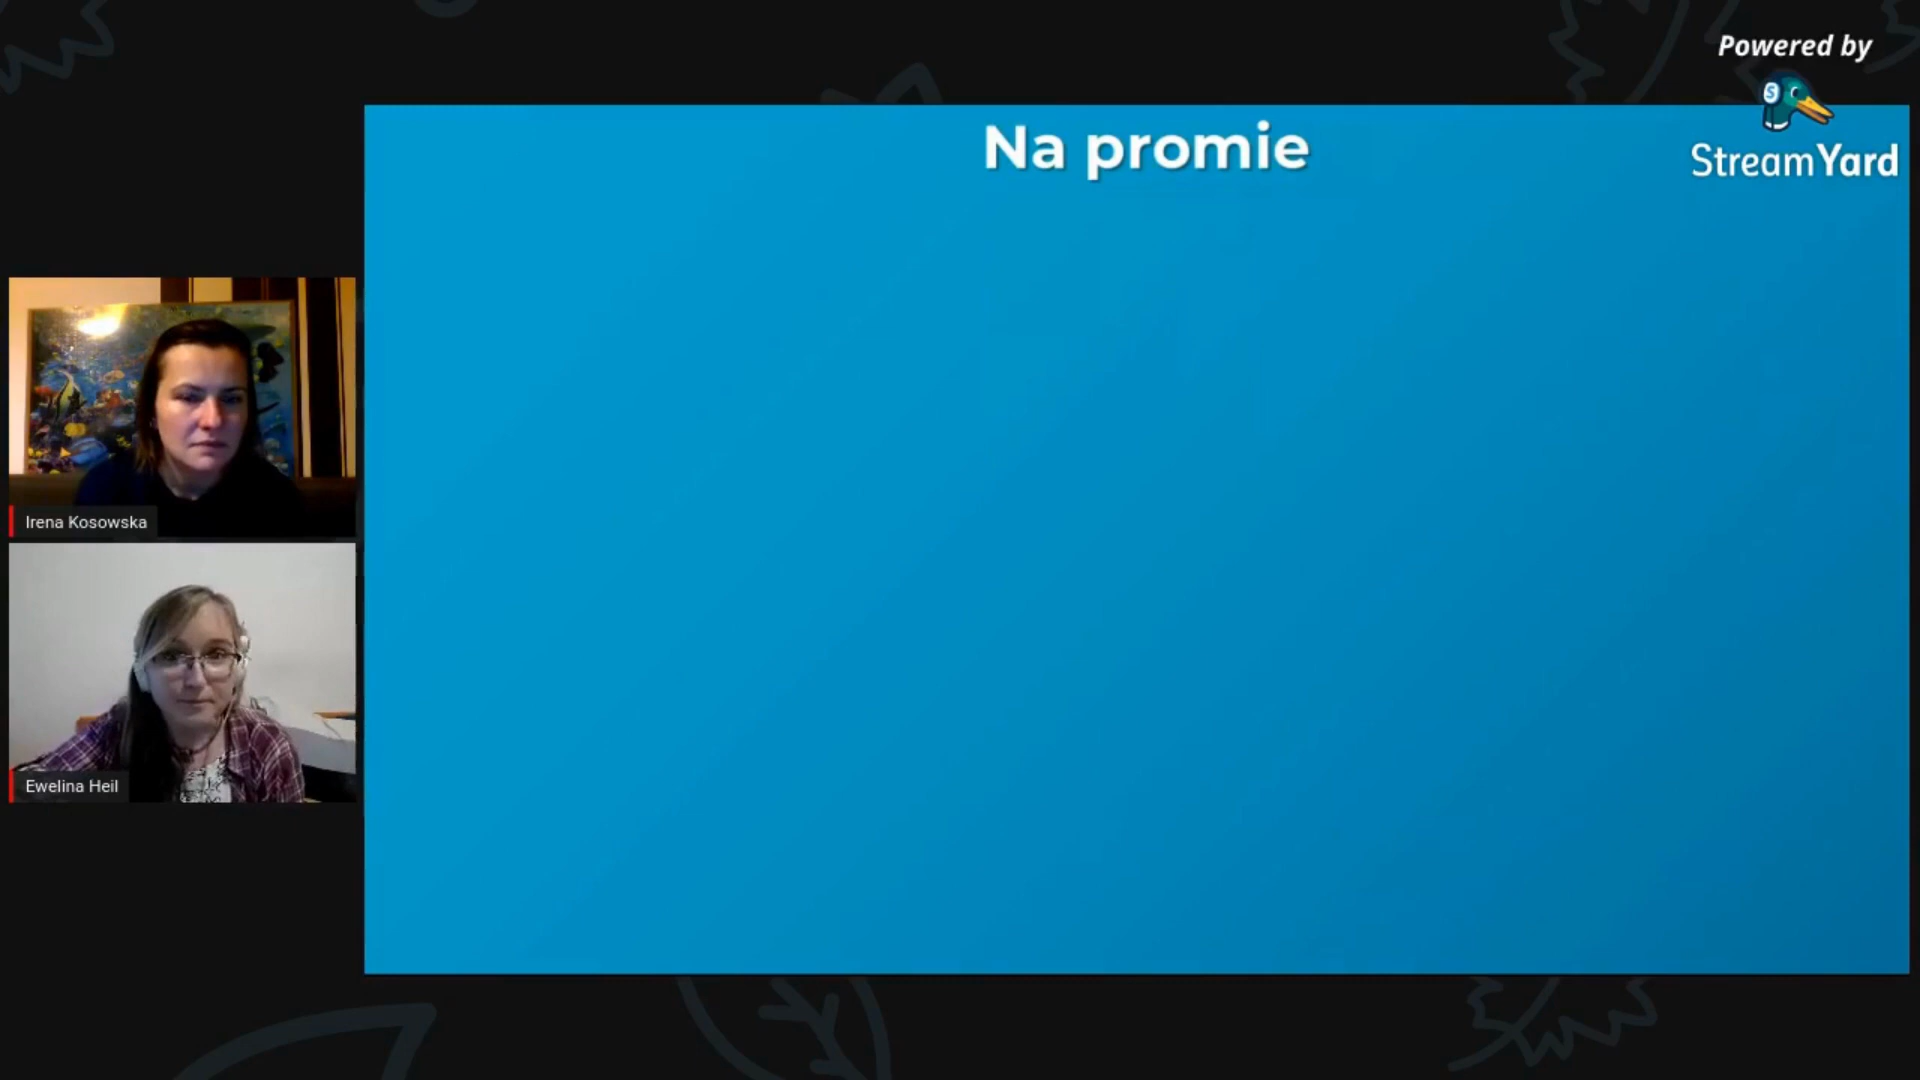 Powered by
StreamYard
Na promie
Irena Kosowska
Ewelina Heil